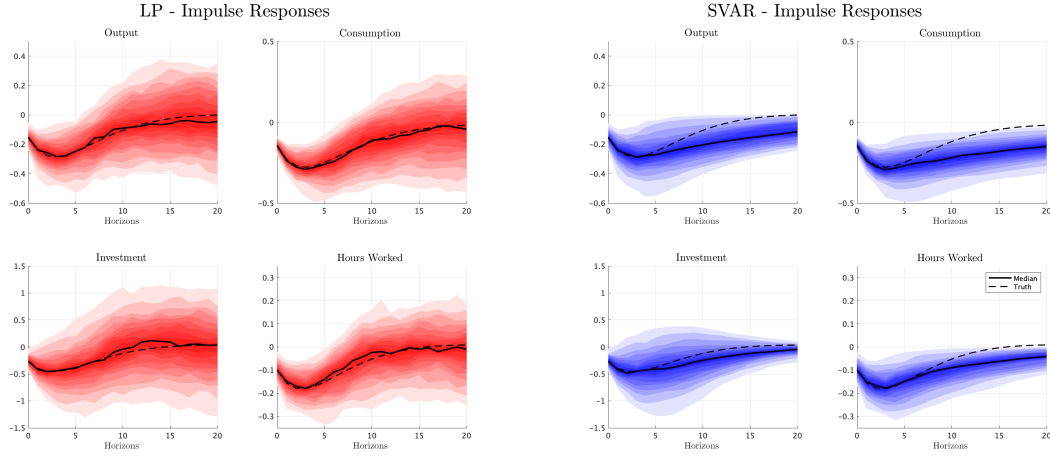 LP - Impulse Responses
SVAR - Impulse Responses
Output
Consumption
Output
Consumption
0.4
0.2
0
−0.2
−0.4
−0.6
0 5 10 15 20
Horizons
0.5
0
−0.5
0 5 10 15 20
Horizons
0.4
0.2
0
−0.2
−0.4
−0.6
0 5 10 15 20
Horizons
0.5
0
−0.5
0 5 10 15 20
Horizons
Investment
Hours Worked
Investment
Hours Worked
1.5
1
0.5
0
−0.5
−1
−1.5
0 5 10 15 20
Horizons
0.3
0.2
0.1
0
−0.1
−0.2
−0.3
0 5 10 15 20
Horizons
1.5
1
0.5
0
−0.5
−1
−1.5
0 5 10 15 20
Horizons
0.3
0.2
0.1
0
−0.1
−0.2
−0.3
0 5 10 15 20
Horizons
Median
Truth